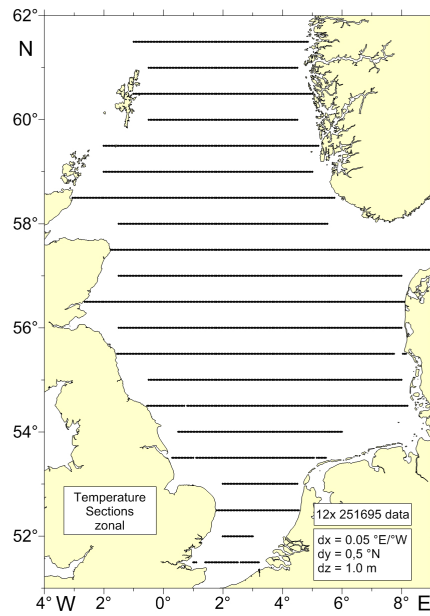 62°
N
60°
58°
56°
54°
52°
Temperature
Sections
zonal
12x 251695 data
dx = 0.05 °E/°W
dy = 0,5 °N
dz = 1.0 m
4° W 2° 0° 2° 4° 6° E 8°